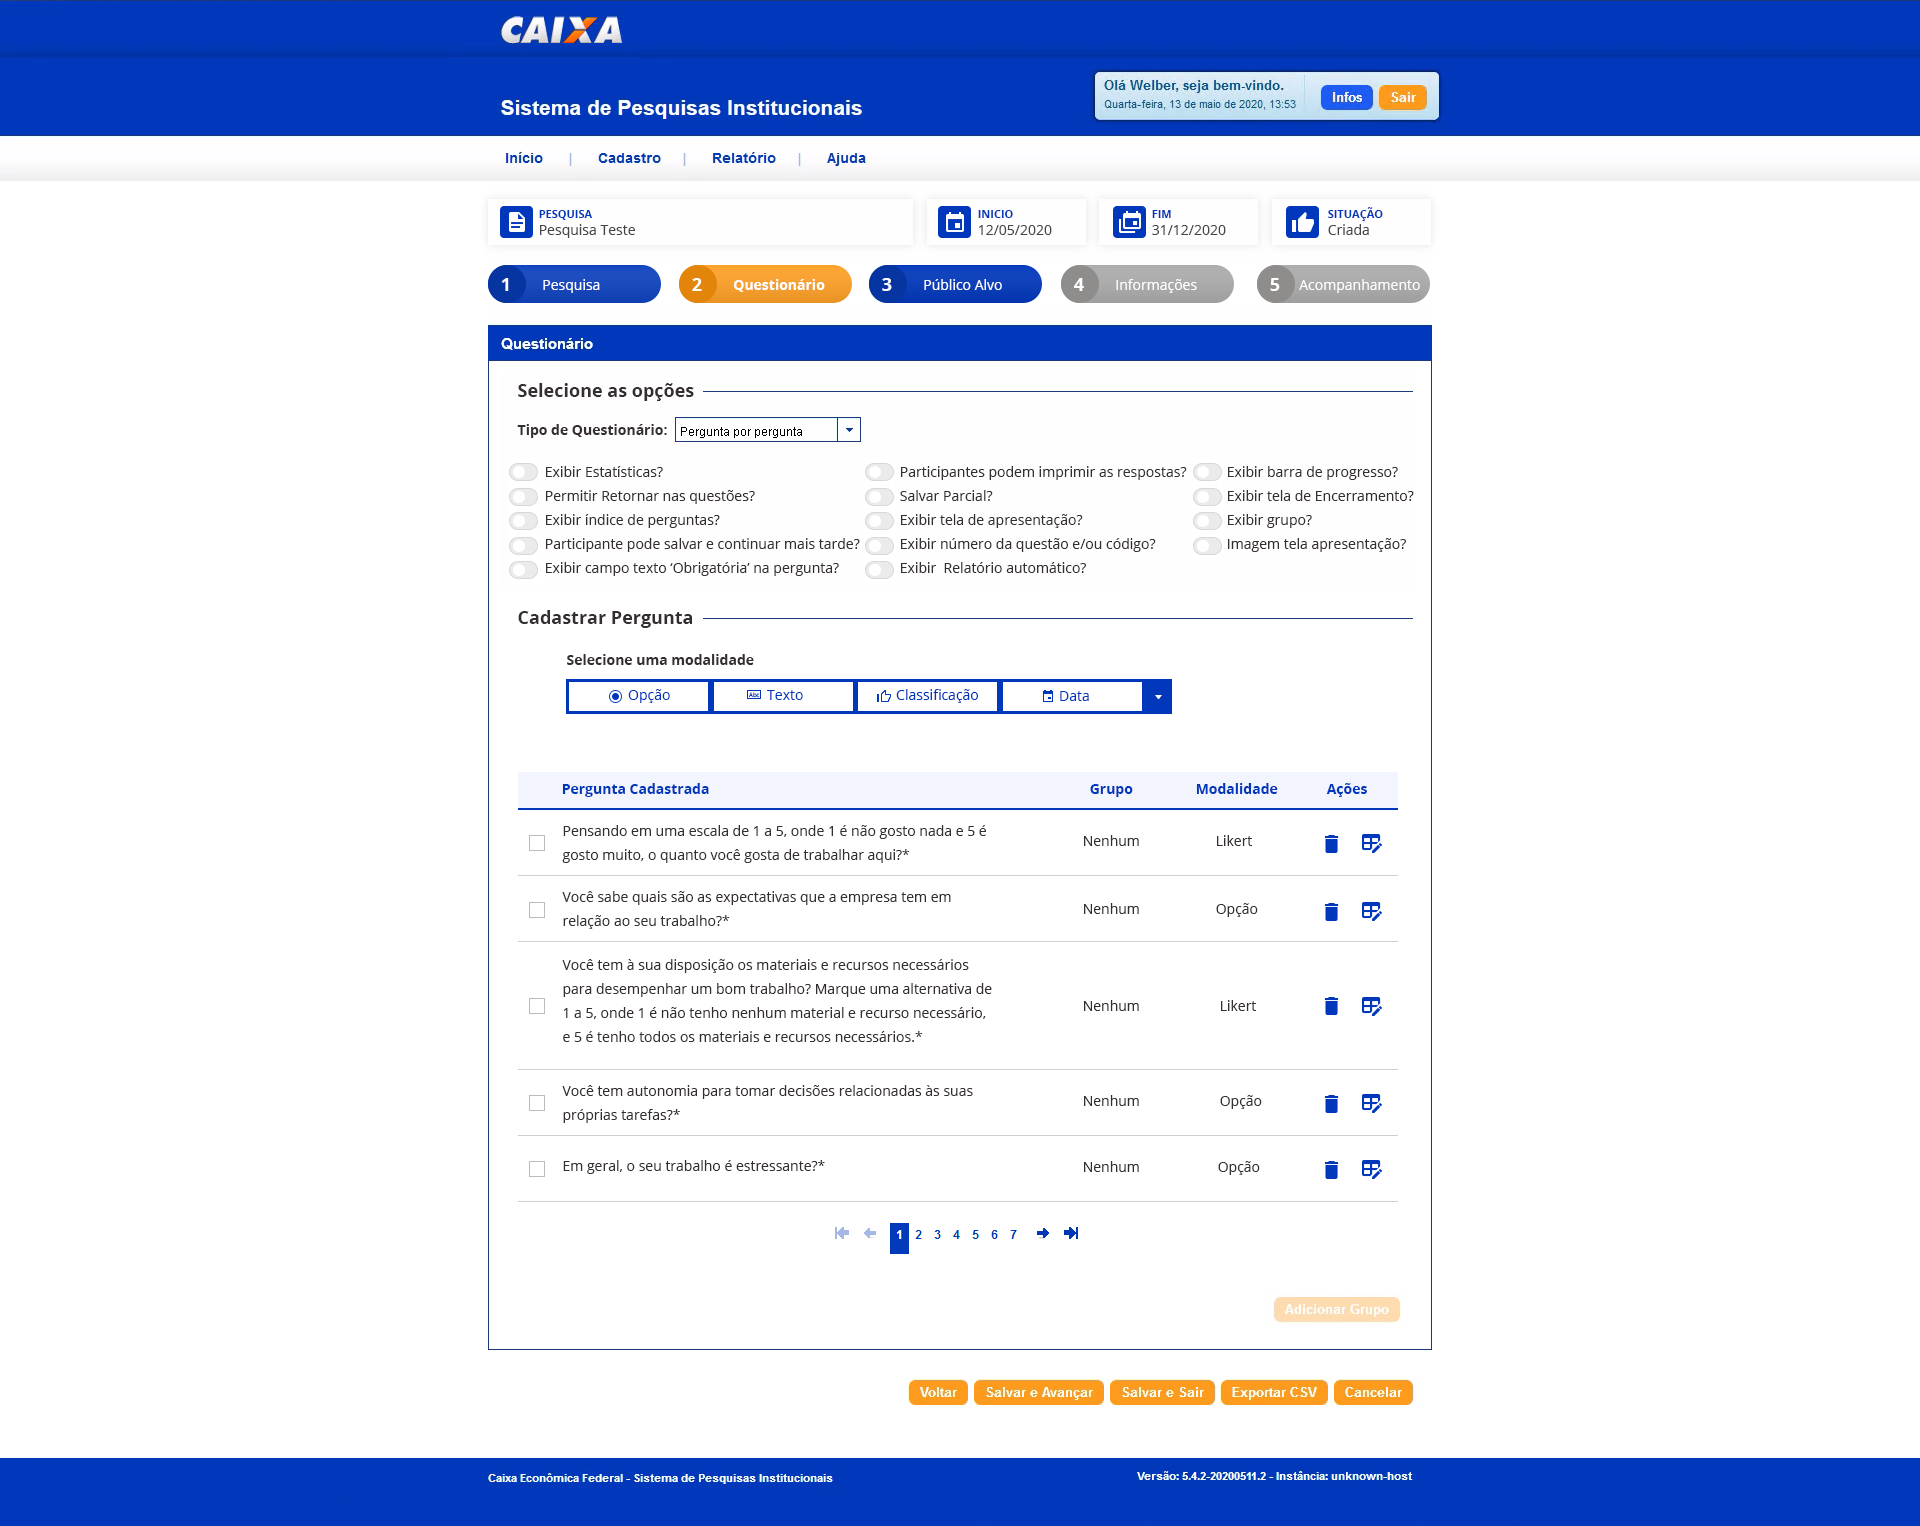 CAIXA
Olá Welber, seja bem-vindo.
Quarta-feira, 13 de maio de 2020, 13:53
Infos
Sair
Sistema de Pesquisas Institucionais
Início | Cadastro | Relatório | Ajuda
PESQUISA
Pesquisa Teste
INICIO
12/05/2020
FIM
31/12/2020
SITUAÇÃO
Criada
1 Pesquisa
2 Questionário
3 Público Alvo
4 Informações
5 Acompanhamento
Questionário
Selecione as opções
Tipo de Questionário: Pergunta por pergunta
Exibir Estatísticas?
Participantes podem imprimir as respostas?
Exibir barra de progresso?
Permitir Retornar nas questões?
Salvar Parcial?
Exibir tela de Encerramento?
Exibir índice de perguntas?
Exibir tela de apresentação?
Exibir grupo?
Participante pode salvar e continuar mais tarde?
Exibir número da questão e/ou código?
Imagem tela apresentação?
Exibir campo texto ‘Obrigatória’ na pergunta?
Exibir  Relatório automático?
Cadastrar Pergunta
Selecione uma modalidade
Opção
Abc Texto
Classificação
Data
Pergunta Cadastrada Grupo Modalidade Ações
Pensando em uma escala de 1 a 5, onde 1 é não gosto nada e 5 é
gosto muito, o quanto você gosta de trabalhar aqui?*
Nenhum Likert
Você sabe quais são as expectativas que a empresa tem em
relação ao seu trabalho?*
Nenhum Opção
Você tem à sua disposição os materiais e recursos necessários
para desempenhar um bom trabalho? Marque uma alternativa de
1 a 5, onde 1 é não tenho nenhum material e recurso necessário,
e 5 é tenho todos os materiais e recursos necessários.*
Nenhum Likert
Você tem autonomia para tomar decisões relacionadas às suas
próprias tarefas?*
Nenhum Opção
Em geral, o seu trabalho é estressante?*
Nenhum Opção
1 2 3 4 5 6 7
Adicionar Grupo
Voltar
Salvar e Avançar
Salvar e Sair
Exportar CSV
Cancelar
Caixa Econômica Federal - Sistema de Pesquisas Institucionais
Versão: 5.4.2-20200511.2 - Instância: unknown-host